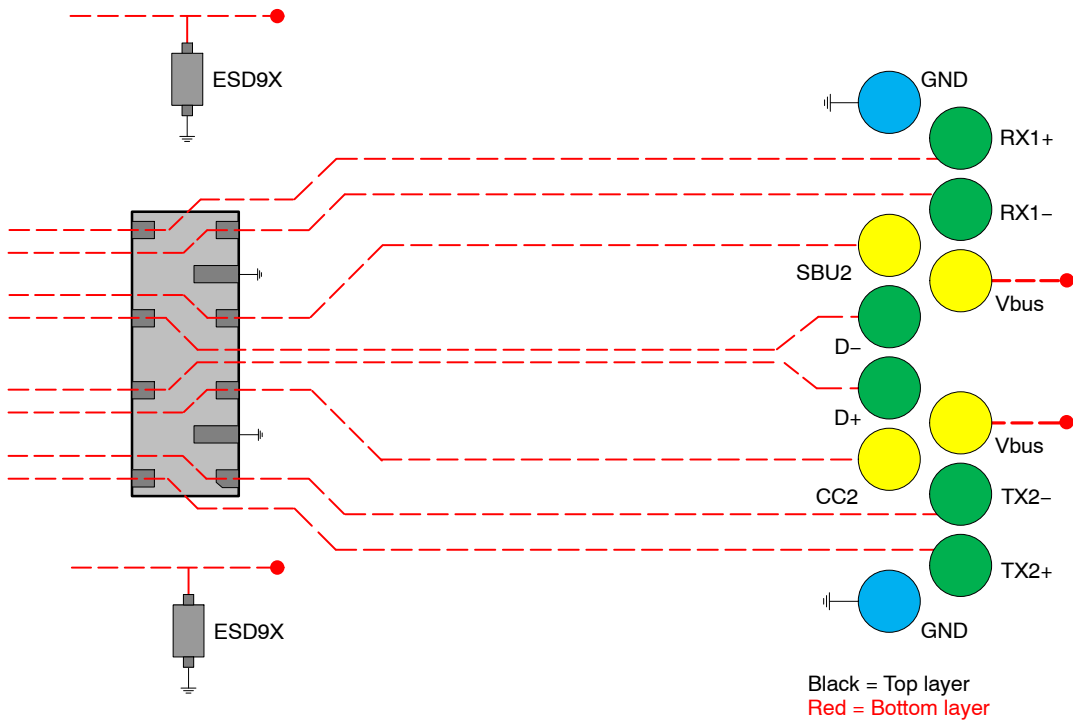 ESD9X
GND
RX1+
RX1−
SBU2
Vbus
D−
D+
Vbus
CC2
TX2−
TX2+
ESD9X
GND
Black = Top layer
Red = Bottom layer